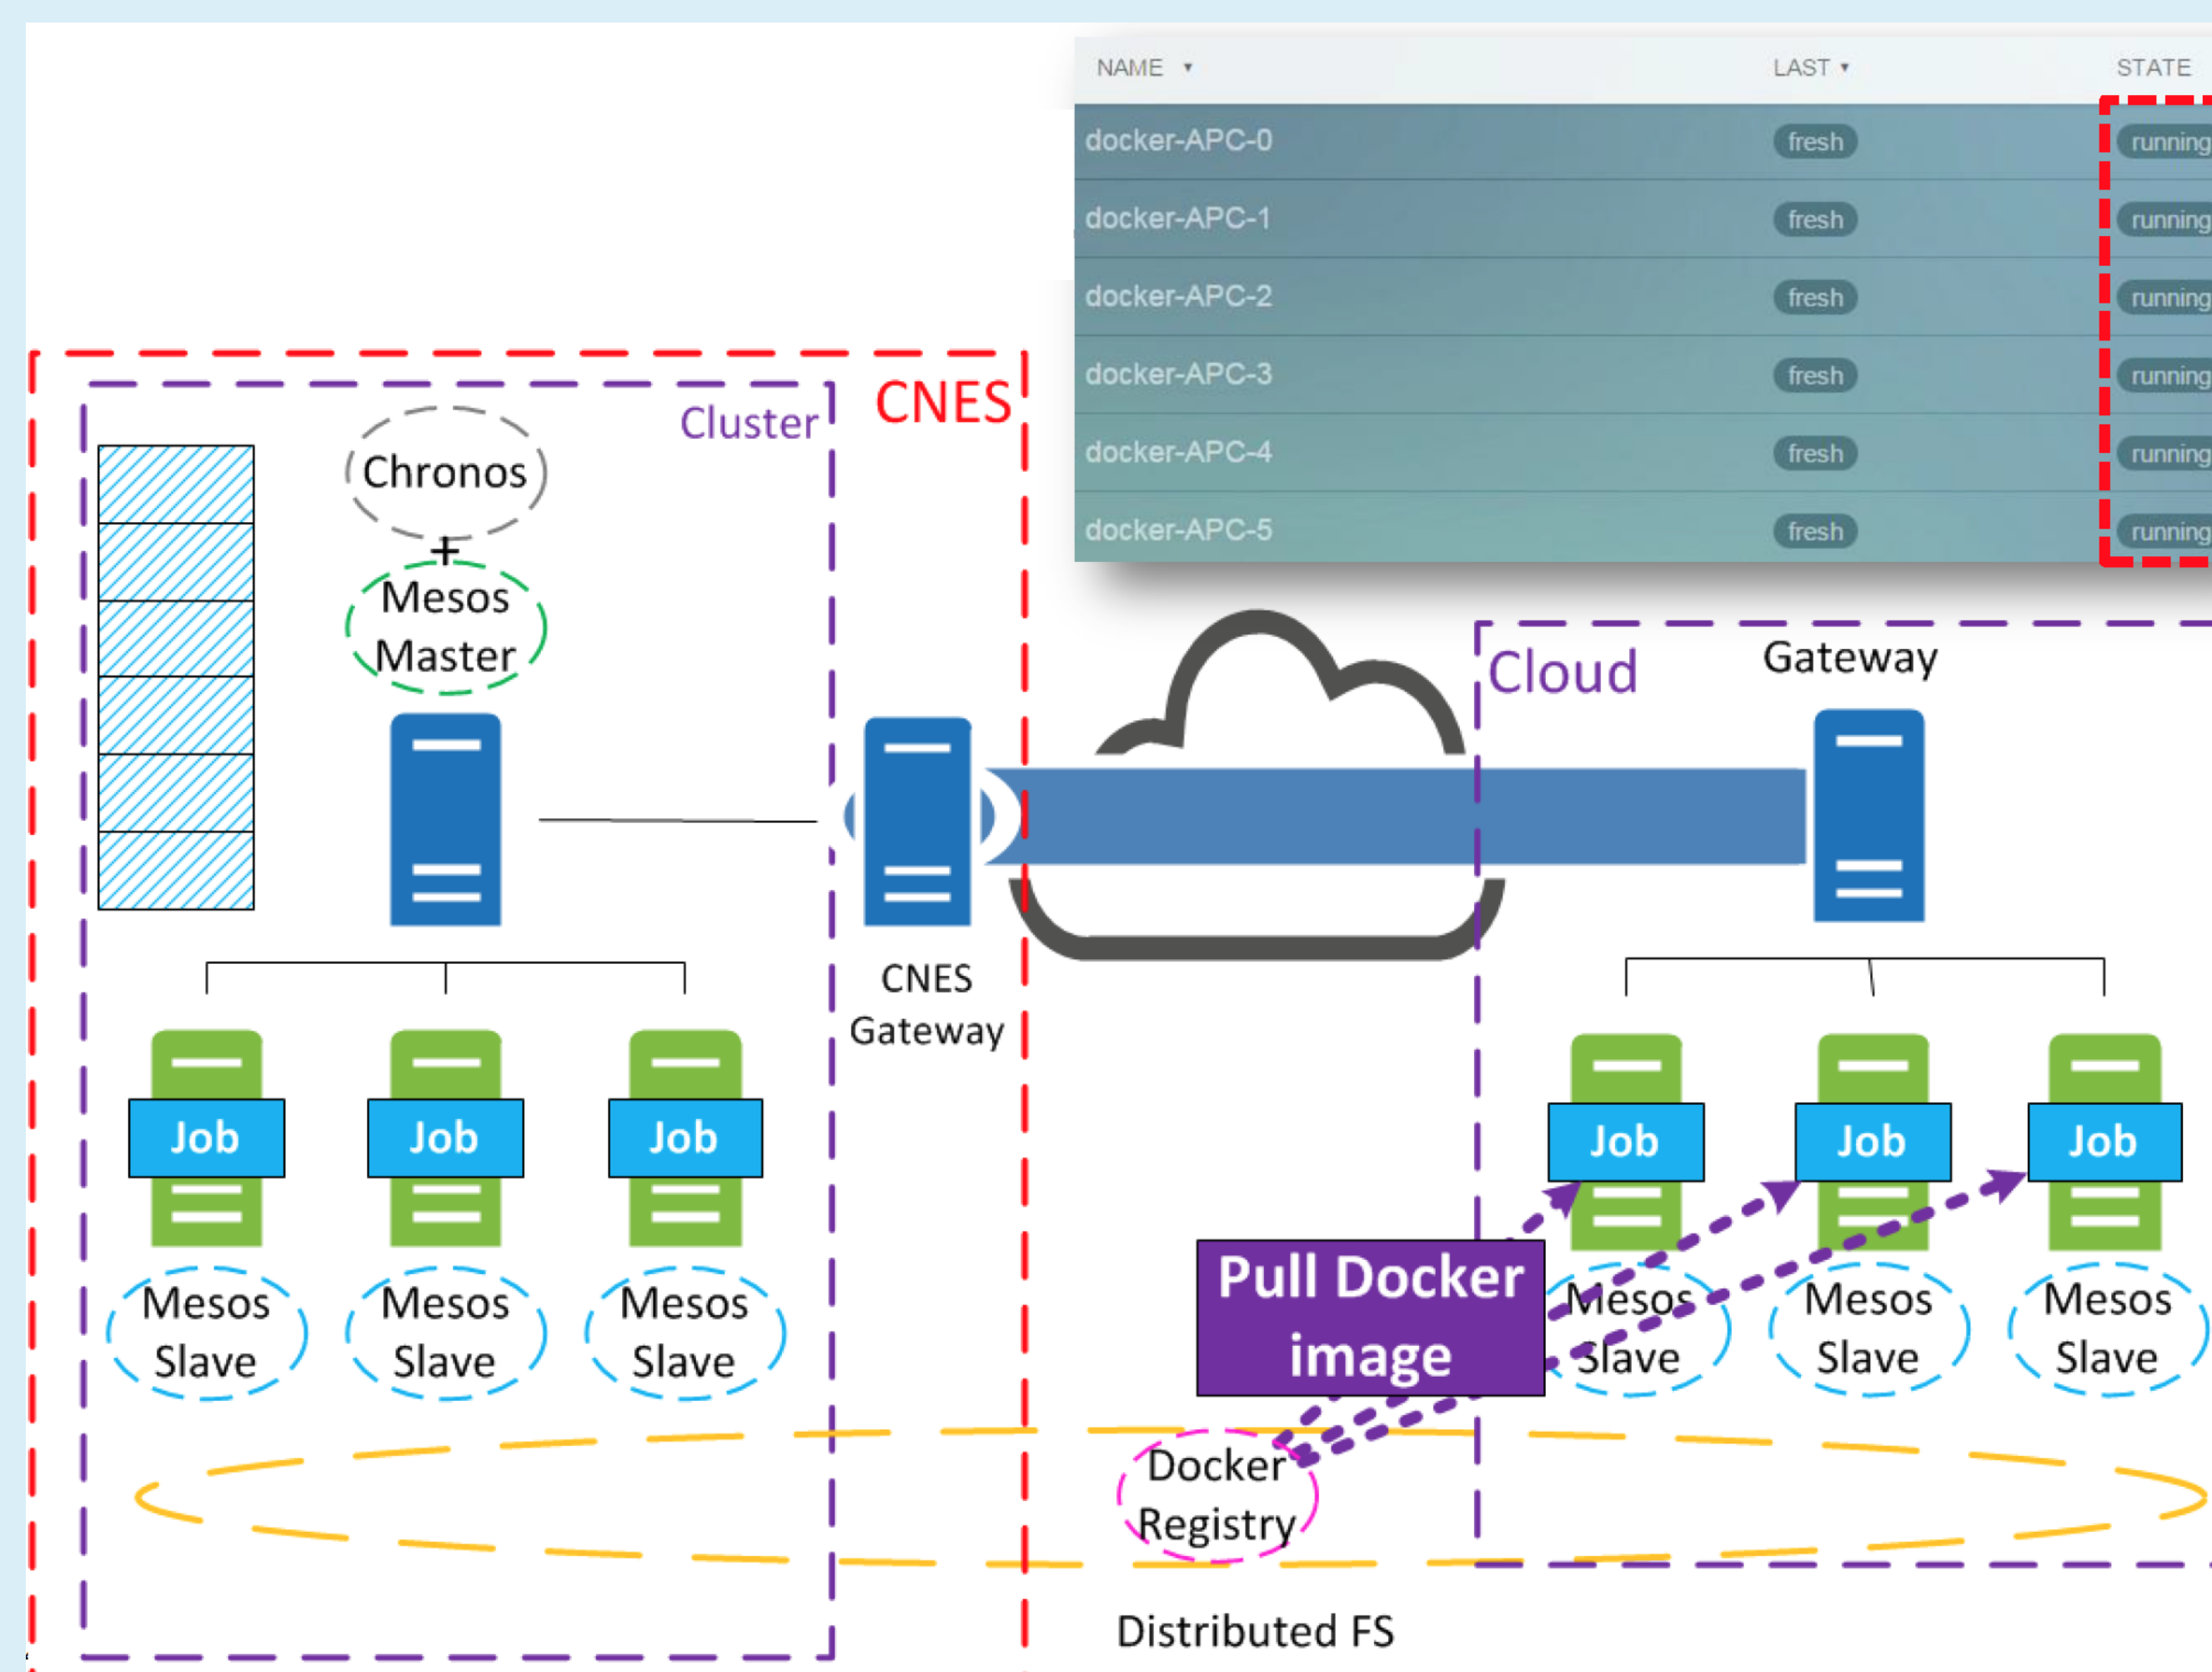 NAME LAST STATE
docker-APC-0 fresh running
docker-APC-1 fresh running
docker-APC-2 fresh running
docker-APC-3 fresh running
docker-APC-4 fresh running
docker-APC-5 fresh running
CNES
Cluster
Chronos
+
Mesos
Master
CNES
Gateway
Cloud
Gateway
Job Job Job
Mesos Mesos Mesos
Slave Slave Slave
Job Job Job
Mesos Mesos Mesos
Slave Slave Slave
Pull Docker
image
Docker
Registry
Distributed FS